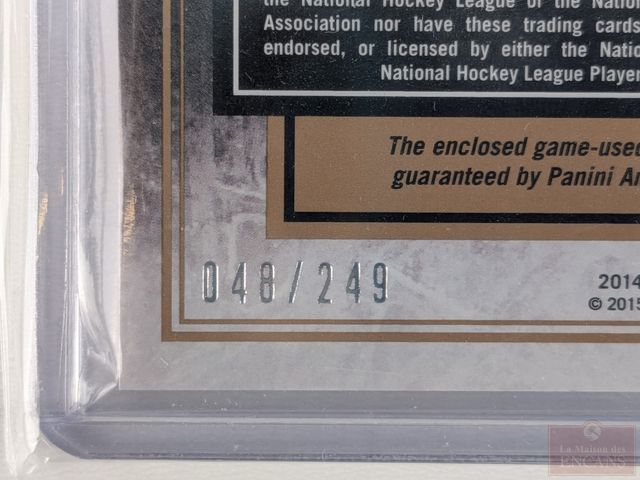 the National Hockey League or the Natio
Association nor have these trading cards
endorsed, or licensed by either the Natio
National Hockey League Player
The enclosed game-used
guaranteed by Panini Am
048/249
2014
© 2015
La Maison des
ENCANS